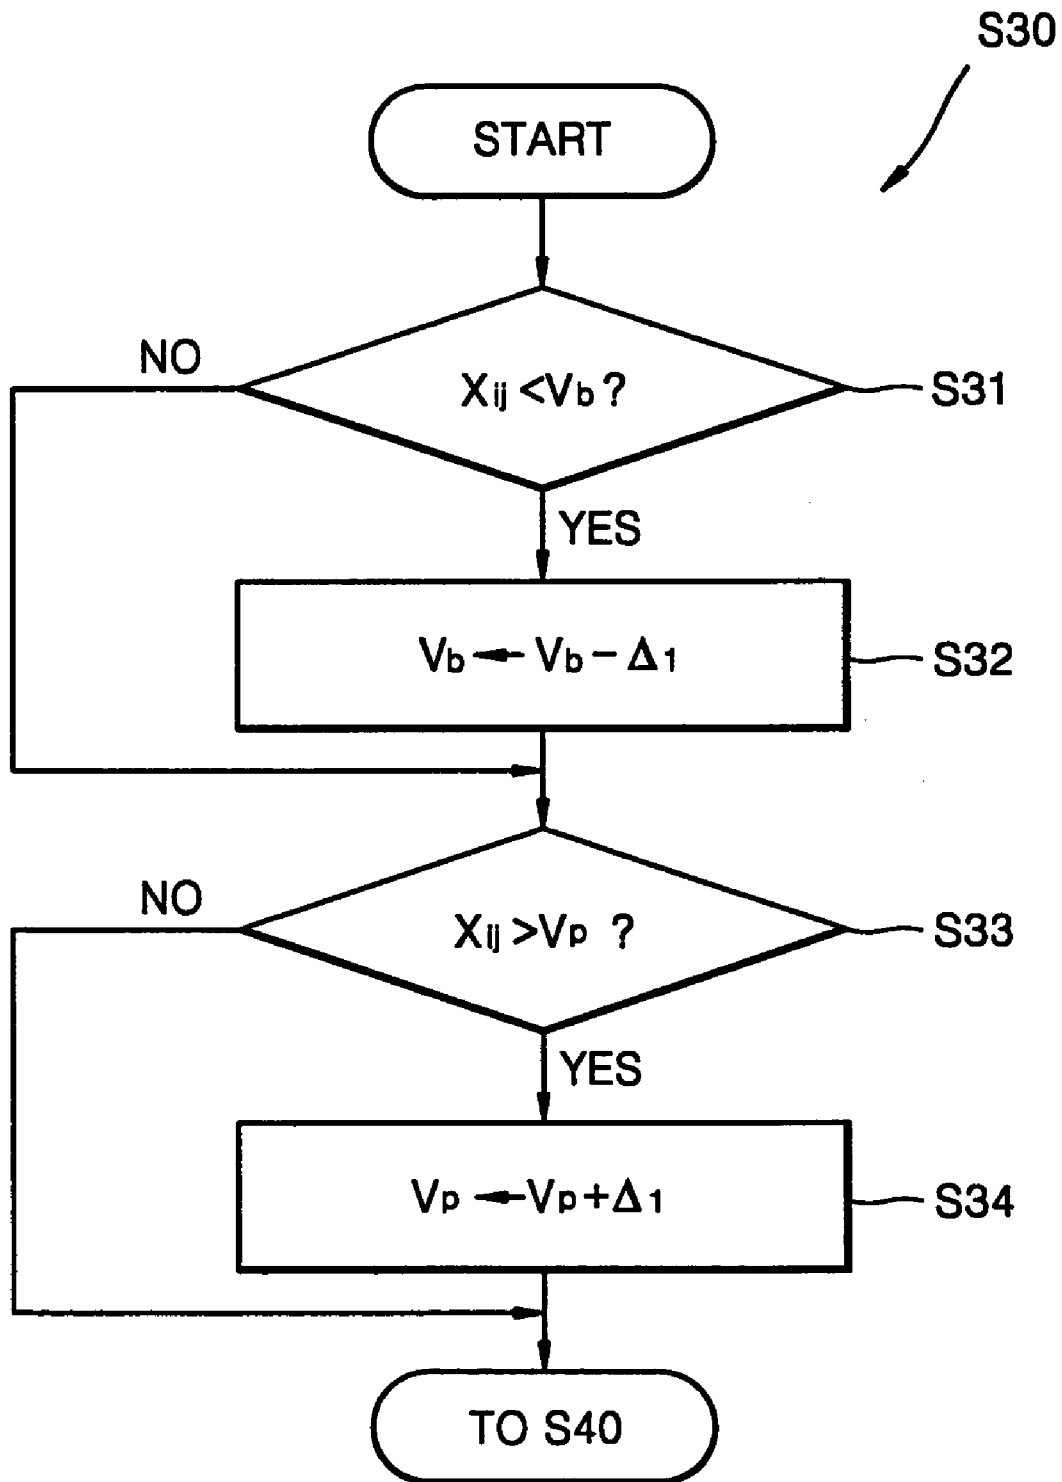 S30
START
NO
Xij <Vb ?
S31
YES
Vb ← Vb − Δ1
S32
NO
Xij >Vp ?
S33
YES
Vp ← Vp + Δ1
S34
TO S40